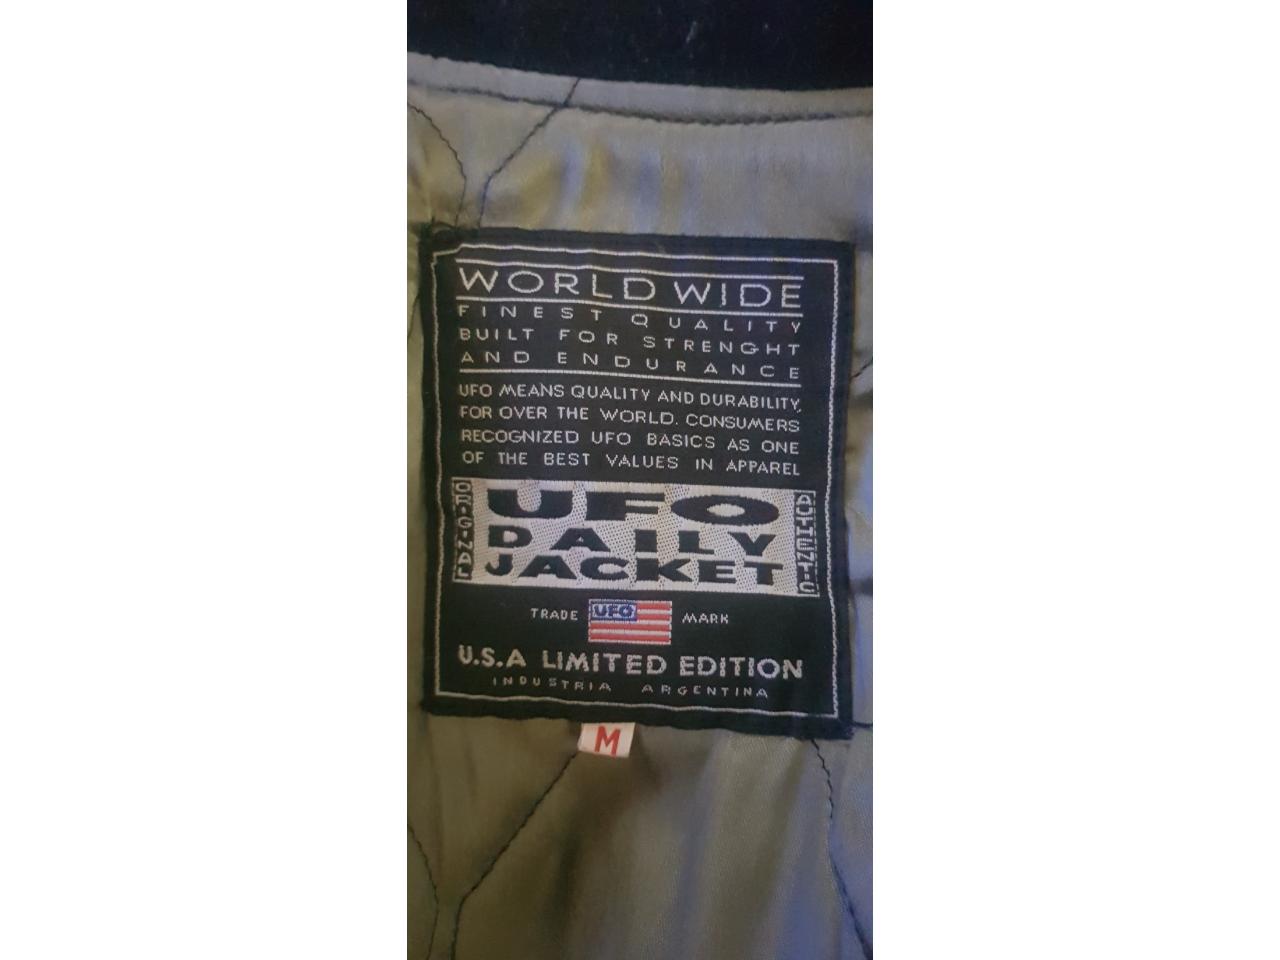 WORLD WIDE
FINEST QUALITY
BUILT FOR STRENGHT
AND ENDURANCE
UFO MEANS QUALITY AND DURABILITY,
FOR OVER THE WORLD. CONSUMERS
RECOGNIZED UFO BASICS AS ONE
OF THE BEST VALUES IN APPAREL
ORIGINAL
UFO
DAILY
JACKET
AUTHENTIC
TRADE UFO MARK
U.S.A LIMITED EDITION
INDUSTRIA ARGENTINA
M